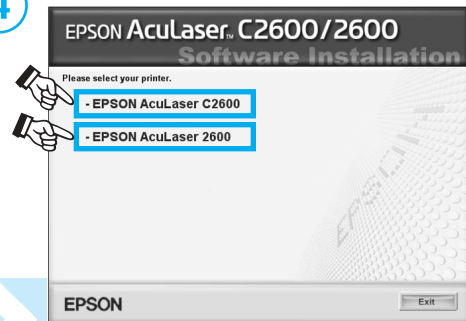 4
EPSON AcuLaser™ C2600/2600
Software Installation
Please select your printer.
- EPSON AcuLaser C2600
- EPSON AcuLaser 2600
EPSON
EPSON
Exit